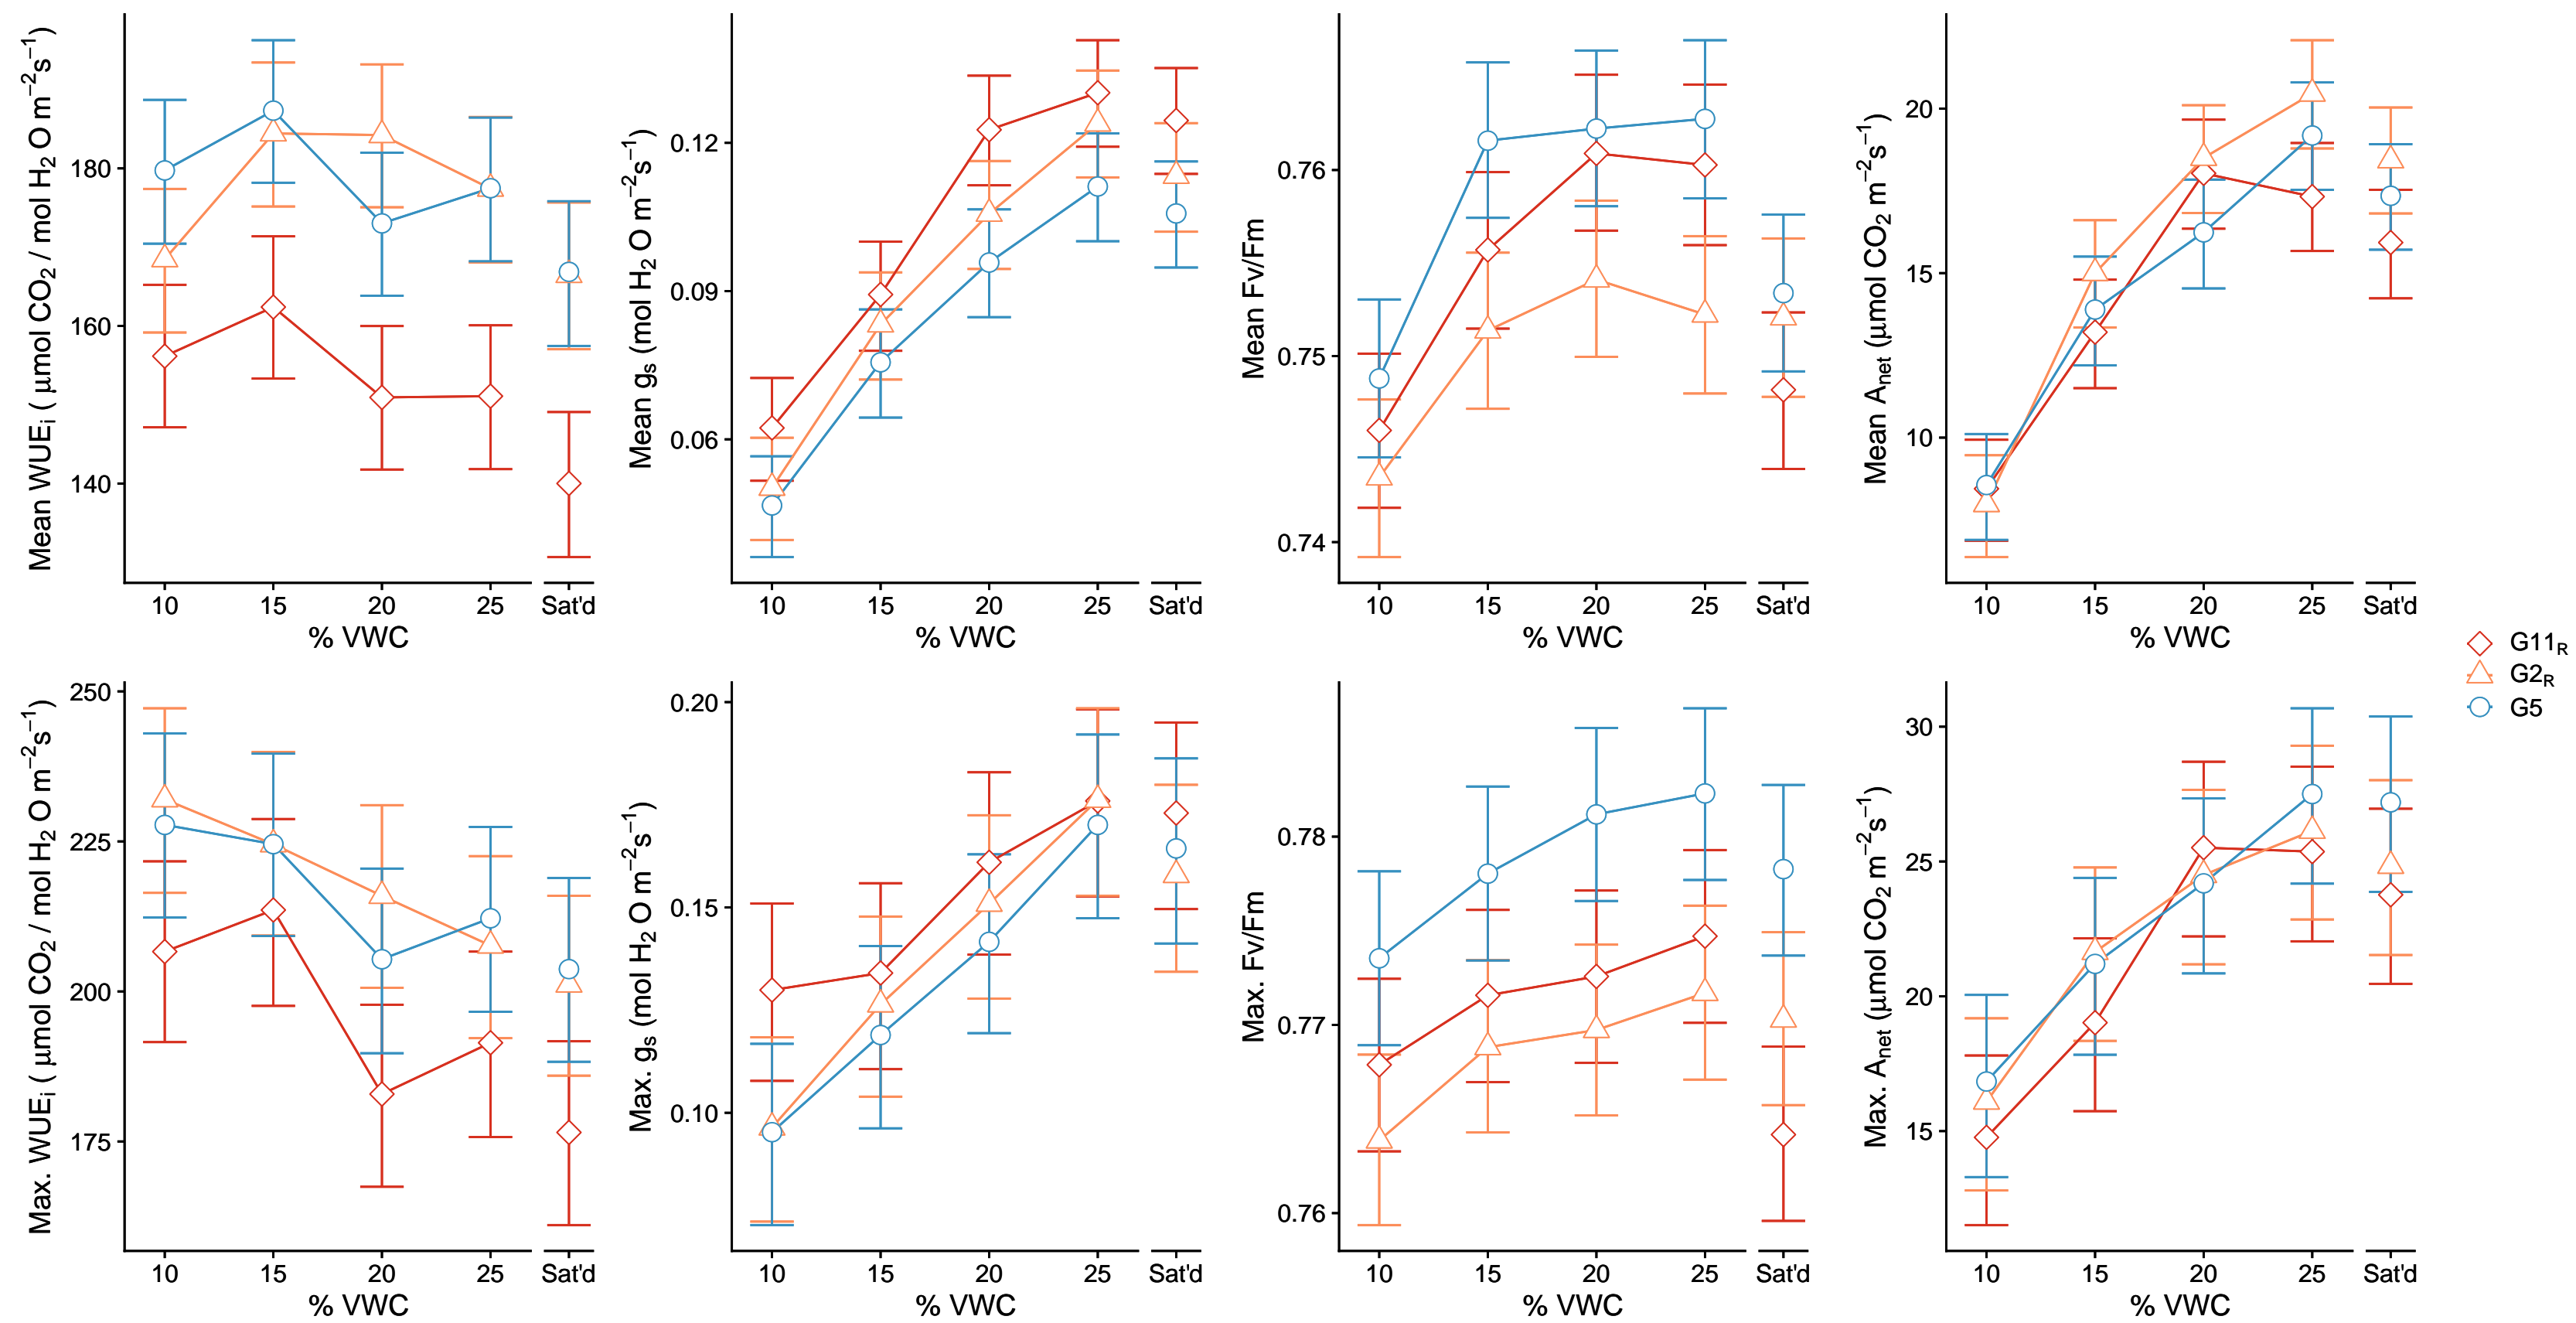 Mean WUEi ( μmol CO2 / mol H2 O m−2s−1)
180
160
140
10 15 20 25 Sat'd
% VWC
Mean gs (mol H2 O m−2s−1)
0.12
0.09
0.06
10 15 20 25 Sat'd
% VWC
Mean Fv/Fm
0.76
0.75
0.74
10 15 20 25 Sat'd
% VWC
Mean Anet (μmol CO2 m−2s−1)
20
15
10
10 15 20 25 Sat'd
% VWC
G11R
G2R
G5
Max. WUEi ( μmol CO2 / mol H2 O m−2s−1)
250
225
200
175
10 15 20 25 Sat'd
% VWC
Max. gs (mol H2 O m−2s−1)
0.20
0.15
0.10
10 15 20 25 Sat'd
% VWC
Max. Fv/Fm
0.78
0.77
0.76
10 15 20 25 Sat'd
% VWC
Max. Anet (μmol CO2 m−2s−1)
30
25
20
15
10 15 20 25 Sat'd
% VWC